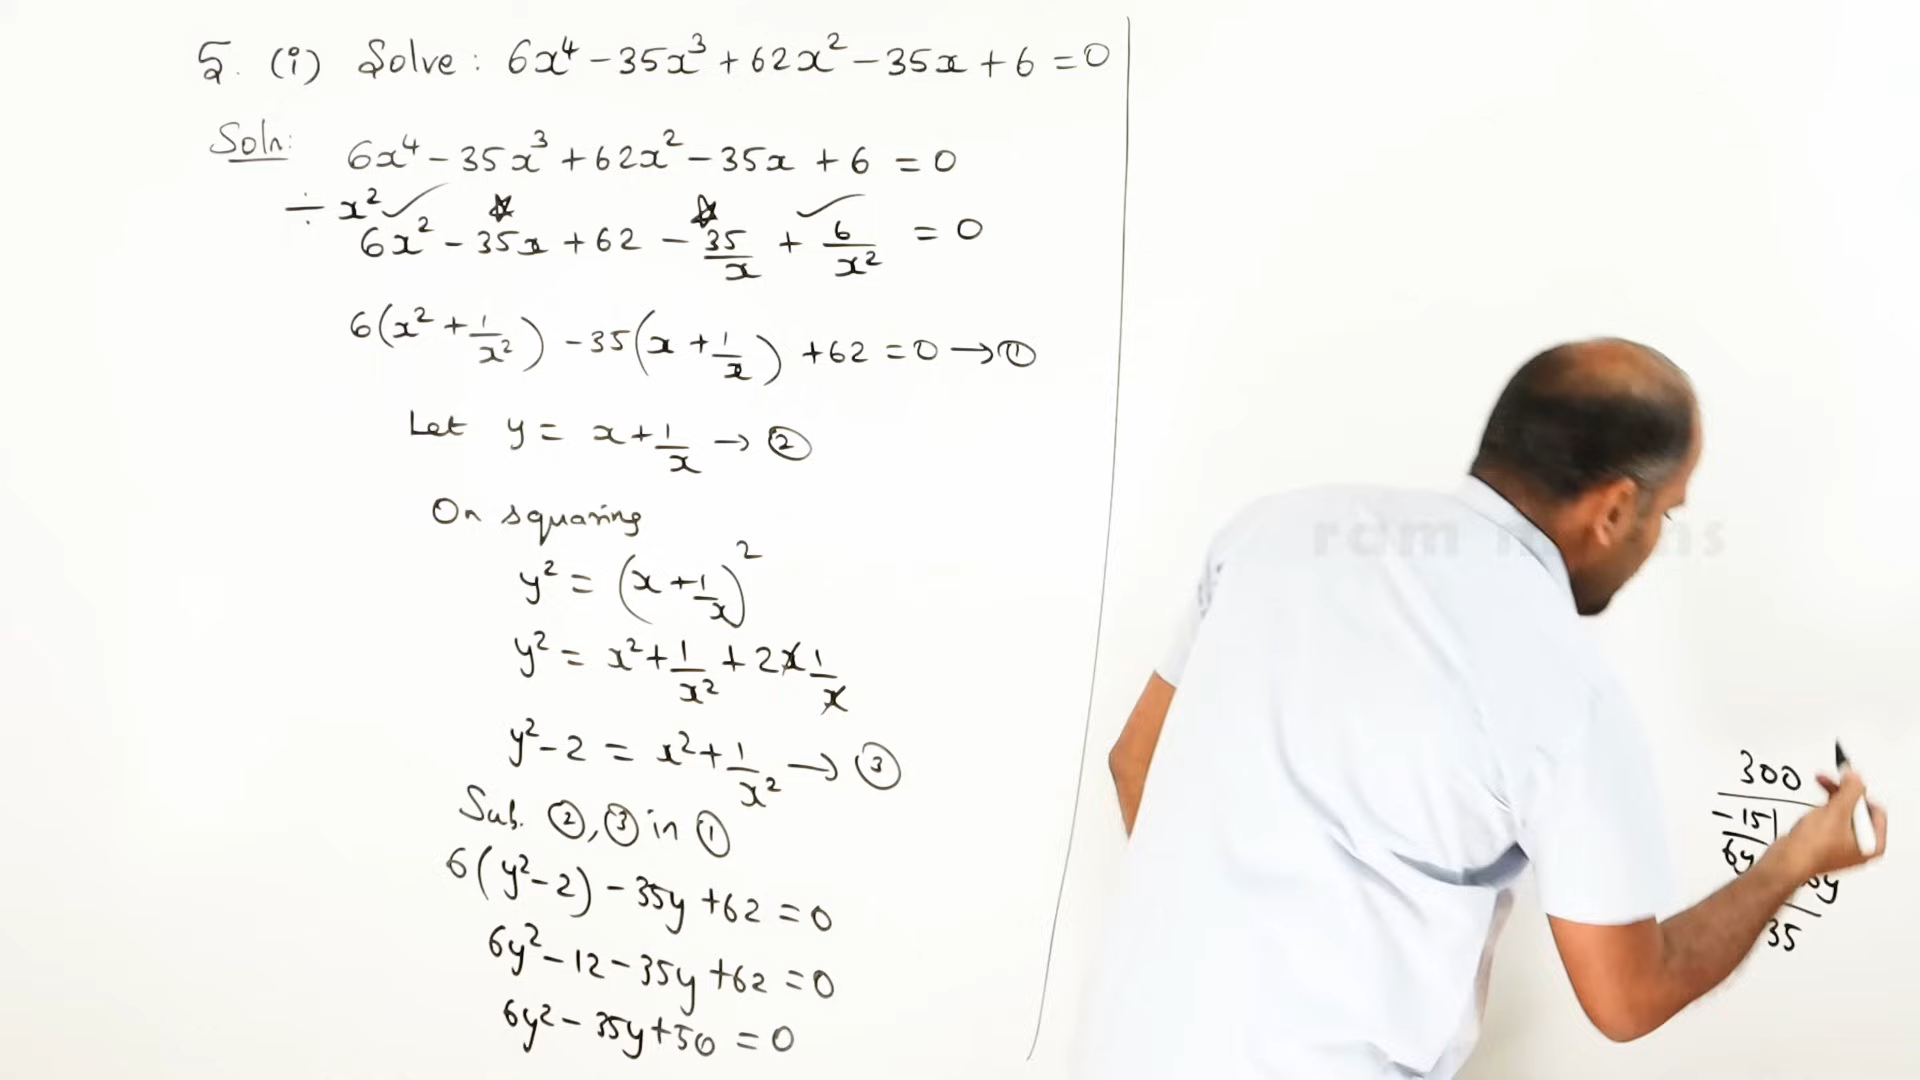 5. (i) Solve: 6x⁴ - 35x³ + 62x² - 35x + 6 = 0
Soln: 6x⁴ - 35x³ + 62x² - 35x + 6 = 0
÷ x²
6x² - 35x + 62 - 35/x + 6/x² = 0
6(x² + 1/x²) - 35(x + 1/x) + 62 = 0 → ①
Let y = x + 1/x → ②
On squaring
y² = (x + 1/x)²
y² = x² + 1/x² + 2x 1/x
y² - 2 = x² + 1/x² → ③
Sub. ②, ③ in ①
6(y² - 2) - 35y + 62 = 0
6y² - 12 - 35y + 62 = 0
6y² - 35y + 50 = 0
300
-15
6y
35